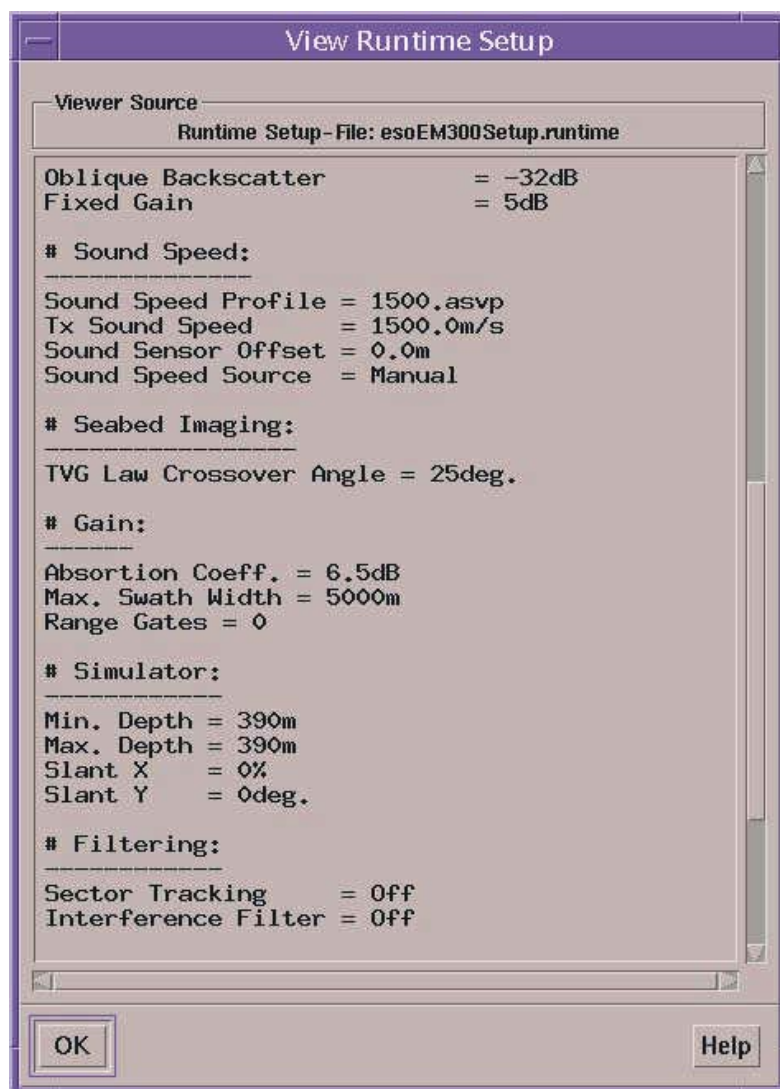 View Runtime Setup
Viewer Source
Runtime Setup-File: esoEM300Setup.runtime
Oblique Backscatter = -32dB
Fixed Gain = 5dB
# Sound Speed:
---------------
Sound Speed Profile = 1500.asvp
Tx Sound Speed = 1500.0m/s
Sound Sensor Offset = 0.0m
Sound Speed Source = Manual
# Seabed Imaging:
------------------
TVG Law Crossover Angle = 25deg.
# Gain:
------
Absortion Coeff. = 6.5dB
Max. Swath Width = 5000m
Range Gates = 0
# Simulator:
------------
Min. Depth = 390m
Max. Depth = 390m
Slant X = 0%
Slant Y = 0deg.
# Filtering:
------------
Sector Tracking = Off
Interference Filter = Off
OK
Help